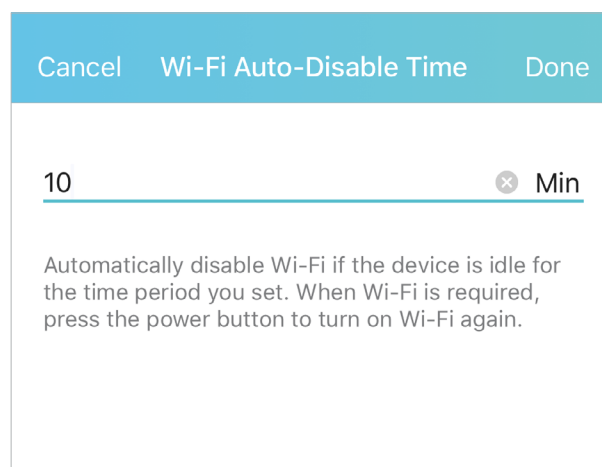 Cancel Wi-Fi Auto-Disable Time Done
10 Min
Automatically disable Wi-Fi if the device is idle for
the time period you set. When Wi-Fi is required,
press the power button to turn on Wi-Fi again.